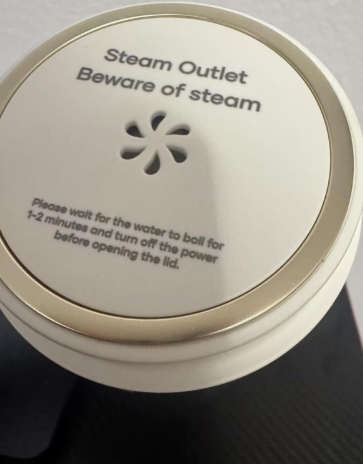 Steam Outlet
Beware of steam
Please wait for the water to boil for
1-2 minutes and turn off the power
before opening the lid.